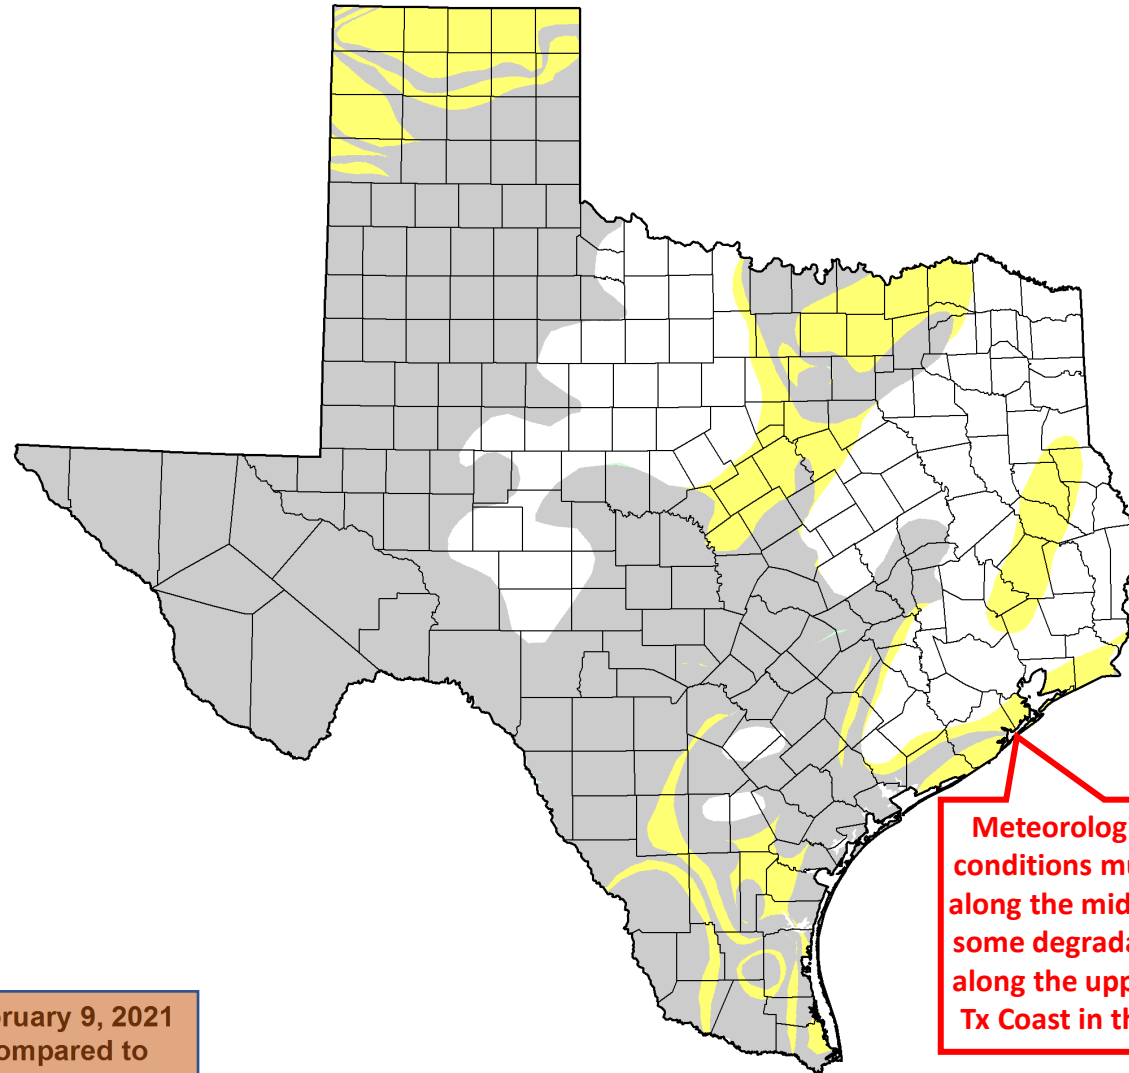 Meteorolog
conditions mu
along the mid
some degrada
along the upp
Tx Coast in th
ruary 9, 2021
ompared to